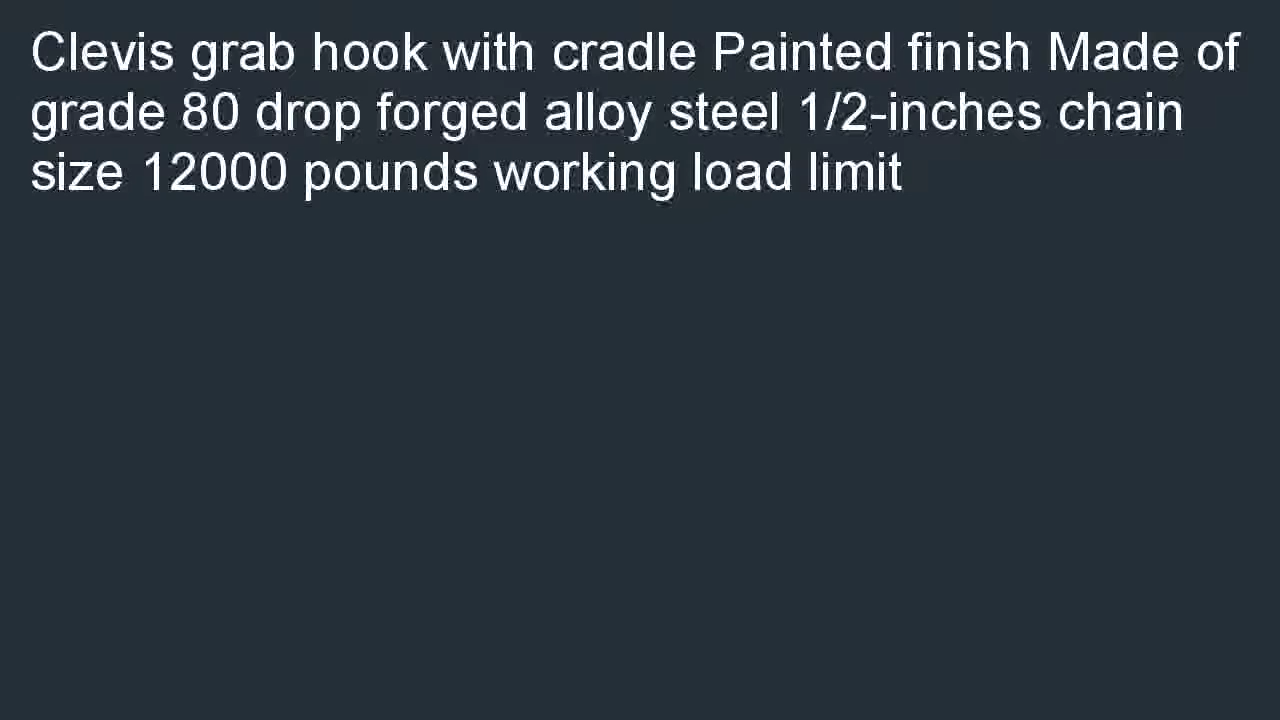 Clevis grab hook with cradle Painted finish Made of
grade 80 drop forged alloy steel 1/2-inches chain
size 12000 pounds working load limit